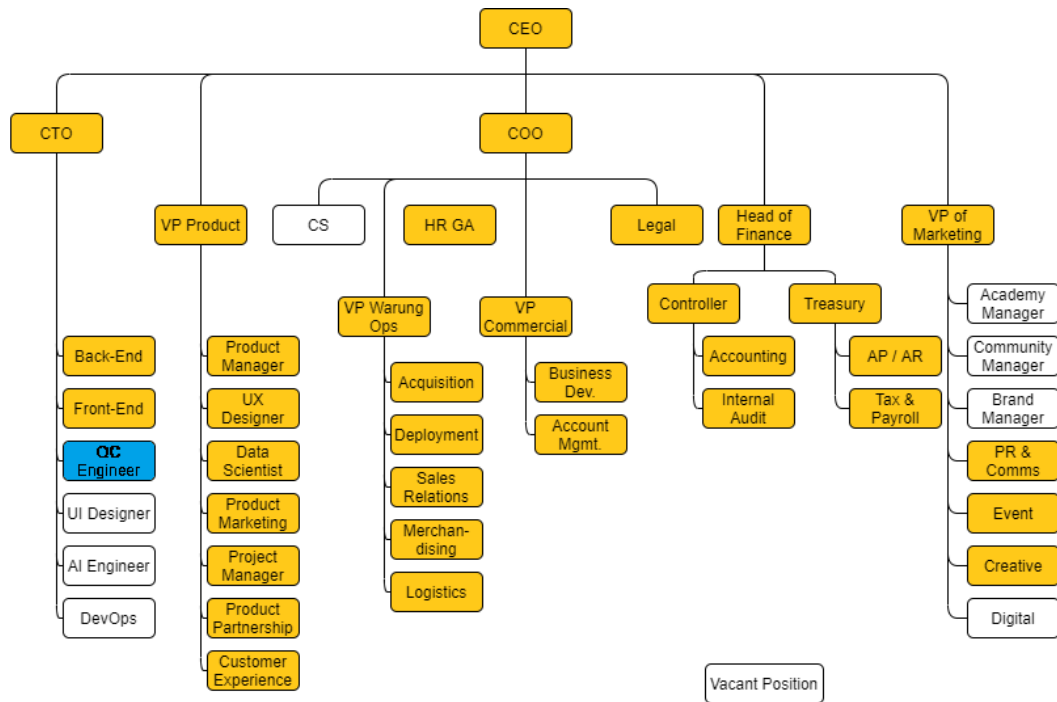 CEO
CTO
COO
VP Product
CS
HR GA
Legal
Head of
Finance
VP of
Marketing
VP Warung
Ops
VP
Commercial
Controller
Treasury
Academy
Manager
Back-End
Product
Manager
Acquisition
Business
Dev.
Accounting
AP / AR
Community
Manager
Front-End
UX
Designer
Deployment
Account
Mgmt.
Internal
Audit
Tax &
Payroll
Brand
Manager
QC
Engineer
Data
Scientist
Sales
Relations
PR &
Comms
UI Designer
Product
Marketing
Merchan-
dising
Event
AI Engineer
Project
Manager
Logistics
Creative
DevOps
Product
Partnership
Digital
Customer
Experience
Vacant Position